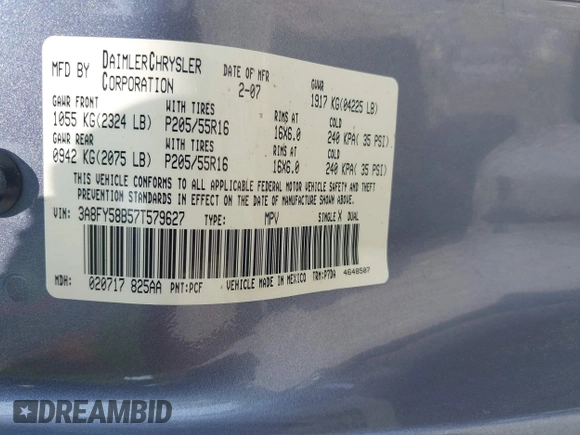 MFD BY DAIMLERCHRYSLER CORPORATION DATE OF MFR 2-07 GVWR 1917 KG(04225 LB)
GAWR FRONT WITH TIRES RIMS AT COLD
1055 KG(2324 LB) P205/55R16 16X6.0 240 KPA( 35 PSI)
GAWR REAR WITH TIRES RIMS AT COLD
0942 KG(2075 LB) P205/55R16 16X6.0 240 KPA( 35 PSI)
THIS VEHICLE CONFORMS TO ALL APPLICABLE FEDERAL MOTOR VEHICLE SAFETY AND THEFT
PREVENTION STANDARDS IN EFFECT ON THE DATE OF MANUFACTURE SHOWN ABOVE.
VIN: 3A8FY58B57T579627 TYPE: MPV SINGLE X DUAL
MDH: 020717 825AA PNT:PCF VEHICLE MADE IN MEXICO TRM:P7DA 4648507
DREAMBID